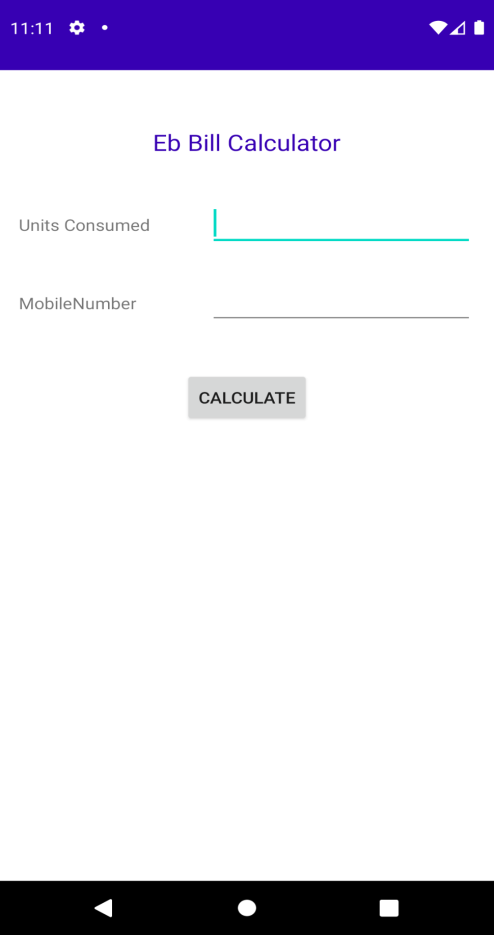 11:11
Eb Bill Calculator
Units Consumed
MobileNumber
CALCULATE